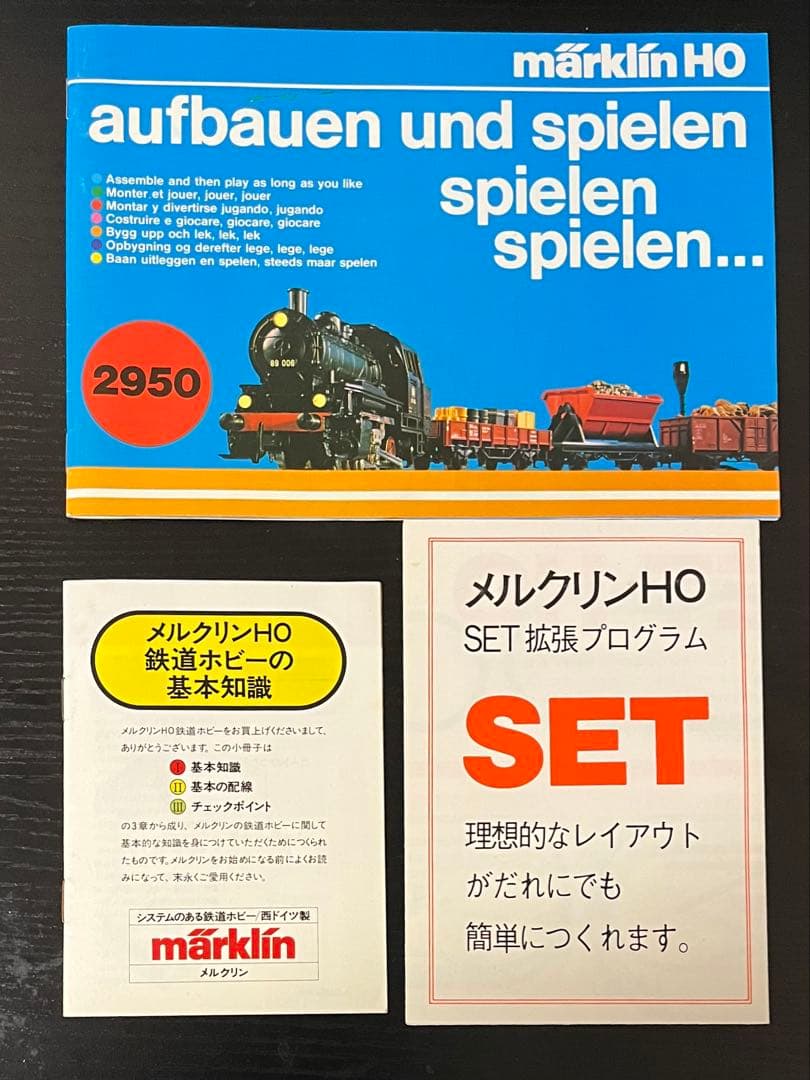 märklin HO
aufbauen und spielen
spielen
spielen...
Assemble and then play as long as you like
Monter et jouer, jouer, jouer
Montar y divertirse jugando, jugando
Costruire e giocare, giocare, giocare
Bygg upp och lek, lek, lek
Opbygning og derefter lege, lege, lege
Baan uitleggen en spelen, steeds maar spelen
2950
89 006
メルクリンHO
鉄道ホビーの
基本知識
メルクリンHO鉄道ホビーをお買上げくださいまして、
ありがとうございます。この小冊子は
I 基本知識
II 基本の配線
III チェックポイント
の3章から成り、メルクリンの鉄道ホビーに関して
基本的な知識を身につけていただくためにつくられ
たものです。メルクリンをお始めになる前によくお読
みになって、末永くご愛用ください。
システムのある鉄道ホビー/西ドイツ製
märklin
メルクリン
メルクリンHO
SET拡張プログラム
SET
理想的なレイアウト
がだれにでも
簡単につくれます。